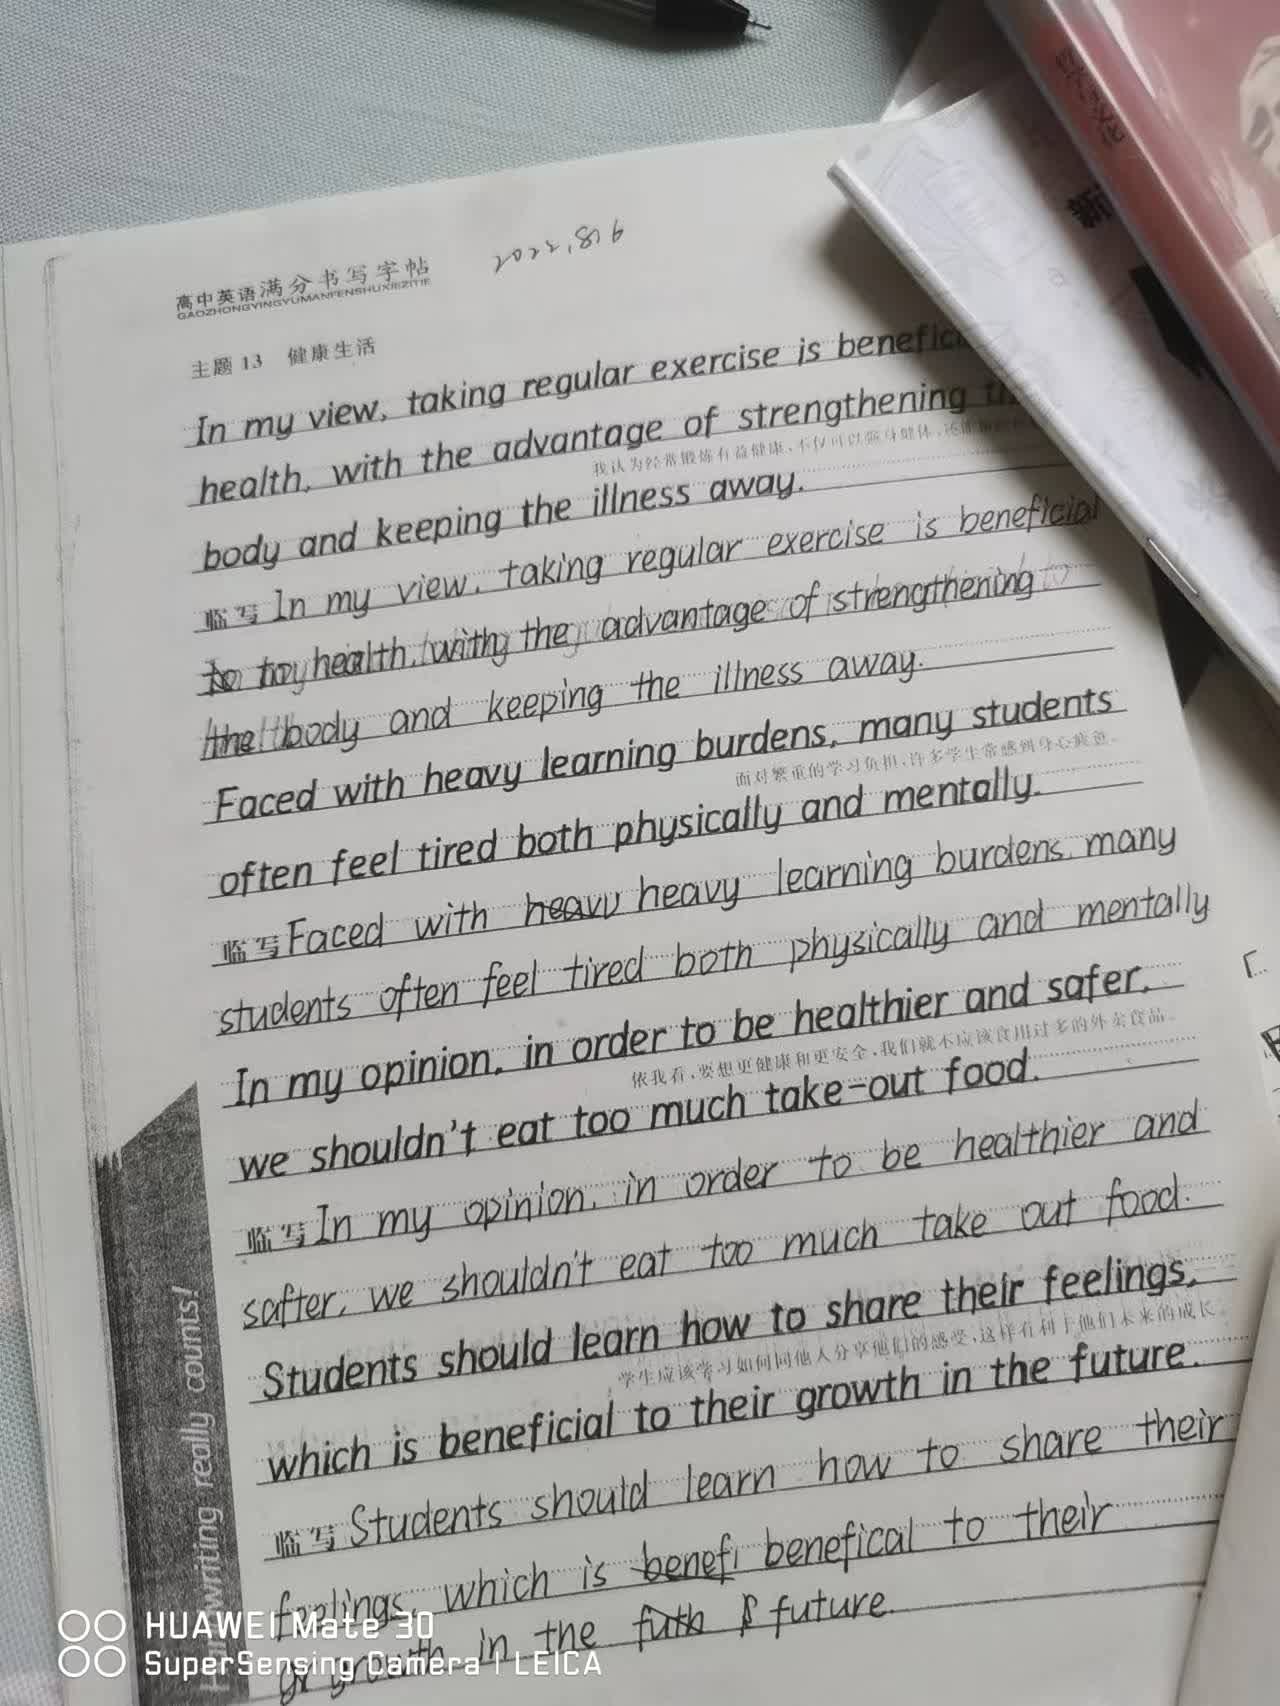 高中英语满分书写字帖
GAOZHONGYINGYUMANFENSHUXIEZITIE
主题13 健康生活
In my view, taking regular exercise is
health, with the advantage of strengthening
我认为经常锻炼有益健康,不仅可以强身健体,
body and keeping the illness away.
临写 In my view, taking regular exercise is beneficial
to my health, with the advantage of strengthening
the body and keeping the illness away.
Faced with heavy learning burdens, many students
面对繁重的学习负担,许多学生常感到身心疲惫。
often feel tired both physically and mentally.
临写 Faced with heavy learning burdens, many
students often feel tired both physically and mentally
In my opinion, in order to be healthier and safer,
依我看,要想更健康和更安全,我们就不应该食用过多的外卖食品。
we shouldn't eat too much take-out food.
临写 In my opinion, in order to be healthier and
safter, we shouldn't eat too much take out food.
Students should learn how to share their feelings,
学生应该学习如何同他人分享他们的感受,这样有利于他们未来的成长。
which is beneficial to their growth in the future.
临写 Students should learn how to share their
feelings, which is benefi benefical to their
growth in the future.
Handwriting really counts!
HUAWEI Mate 30
SuperSensing Camera | LEICA